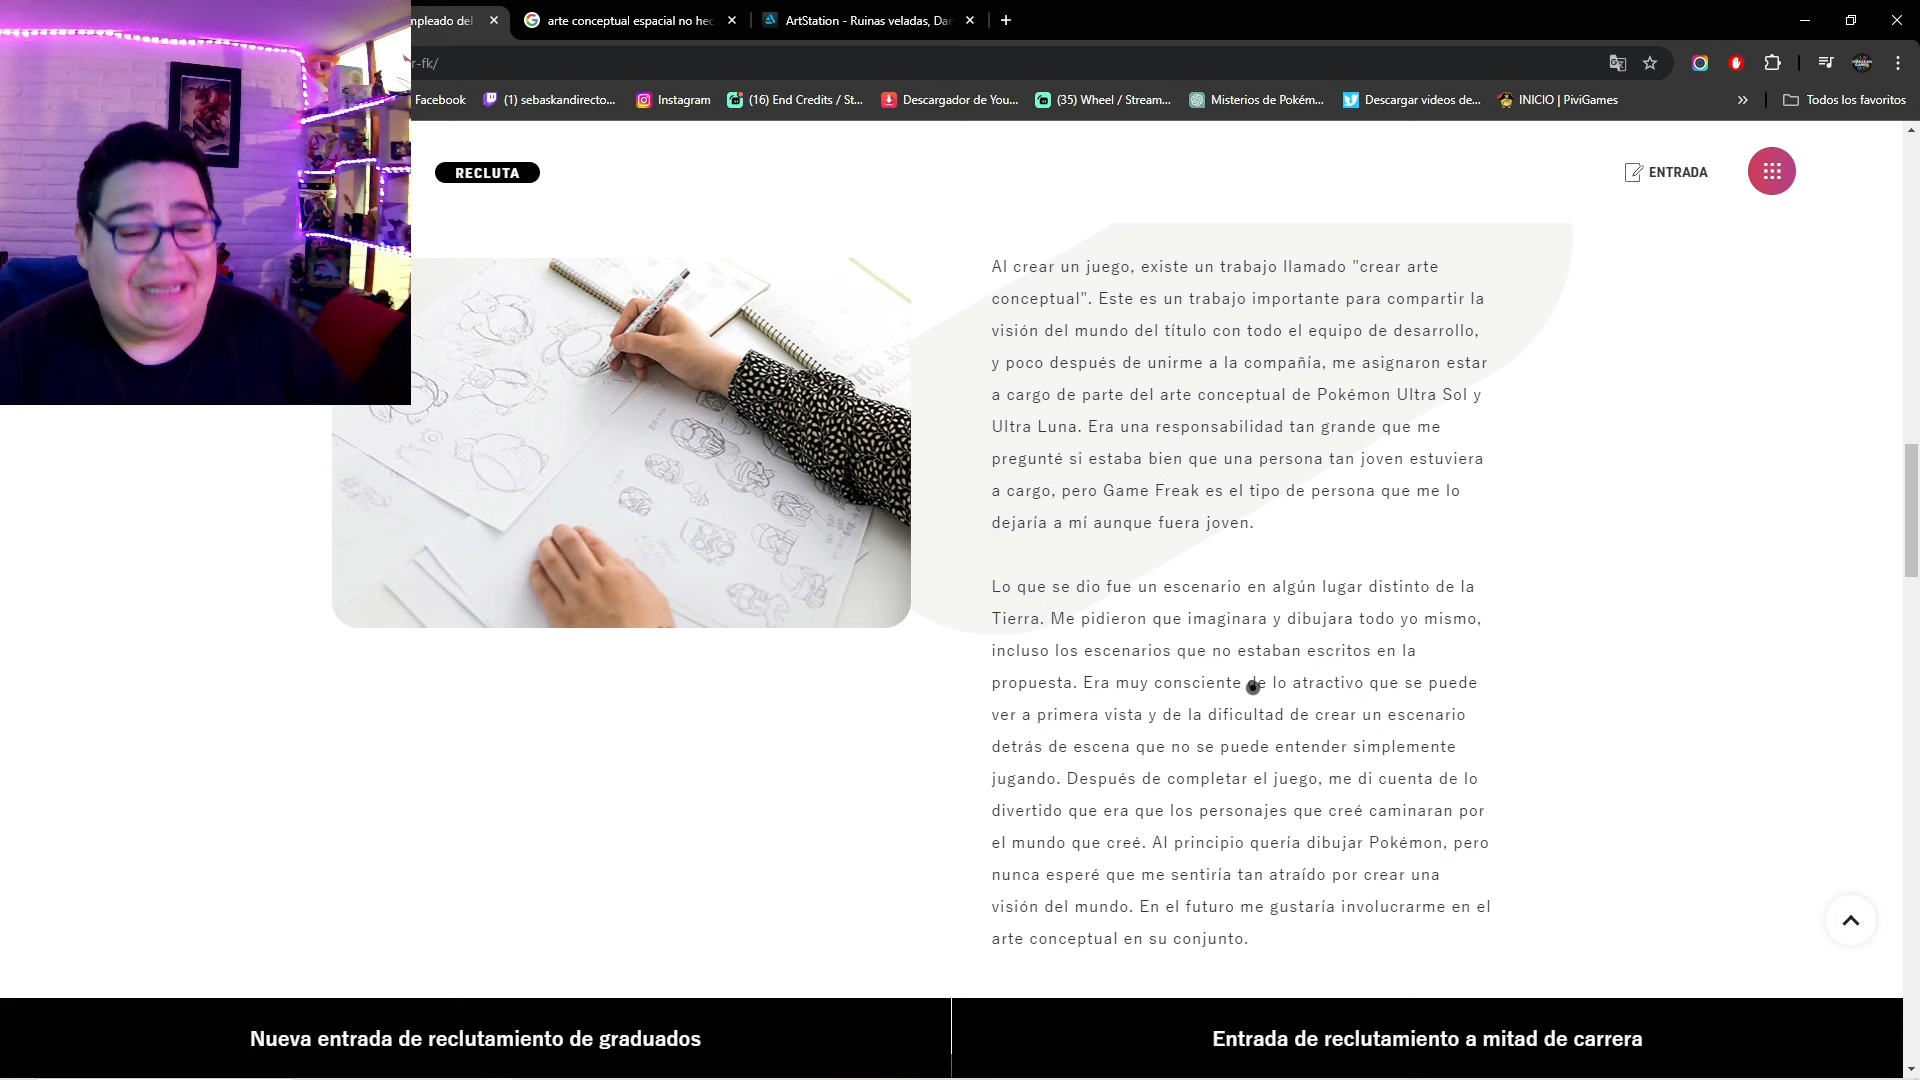 mpleado del
arte conceptual espacial no hec
ArtStation - Ruinas veladas, Dan
r-fk/
Facebook
(1) sebaskandirecto...
Instagram
(16) End Credits / St...
Descargador de You...
(35) Wheel / Stream...
Misterios de Pokém...
Descargar videos de...
INICIO | PiviGames
Todos los favoritos
RECLUTA
ENTRADA
Al crear un juego, existe un trabajo llamado "crear arte
conceptual". Este es un trabajo importante para compartir la
visión del mundo del título con todo el equipo de desarrollo,
y poco después de unirme a la compañía, me asignaron estar
a cargo de parte del arte conceptual de Pokémon Ultra Sol y
Ultra Luna. Era una responsabilidad tan grande que me
pregunté si estaba bien que una persona tan joven estuviera
a cargo, pero Game Freak es el tipo de persona que me lo
dejaría a mí aunque fuera joven.
Lo que se dio fue un escenario en algún lugar distinto de la
Tierra. Me pidieron que imaginara y dibujara todo yo mismo,
incluso los escenarios que no estaban escritos en la
propuesta. Era muy consciente de lo atractivo que se puede
ver a primera vista y de la dificultad de crear un escenario
detrás de escena que no se puede entender simplemente
jugando. Después de completar el juego, me di cuenta de lo
divertido que era que los personajes que creé caminaran por
el mundo que creé. Al principio quería dibujar Pokémon, pero
nunca esperé que me sentiría tan atraído por crear una
visión del mundo. En el futuro me gustaría involucrarme en el
arte conceptual en su conjunto.
Nueva entrada de reclutamiento de graduados
Entrada de reclutamiento a mitad de carrera